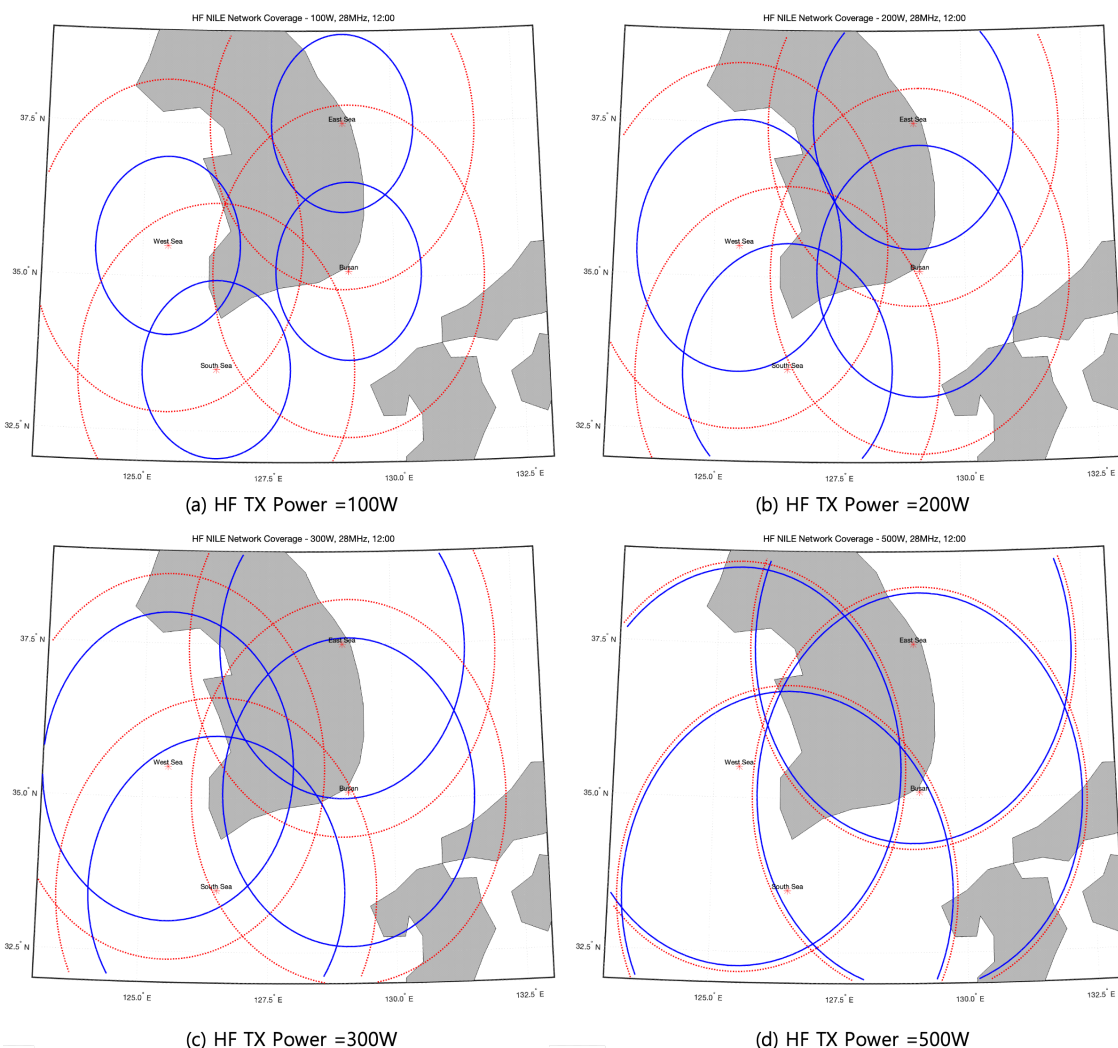 HF NILE Network Coverage - 100W, 28MHz, 12:00
37.5° N
35.0° N
32.5° N
East Sea
West Sea
Busan
South Sea
125.0° E
127.5° E
130.0° E
132.5° E
(a) HF TX Power =100W
HF NILE Network Coverage - 200W, 28MHz, 12:00
37.5° N
35.0° N
32.5° N
East Sea
West Sea
Busan
South Sea
125.0° E
127.5° E
130.0° E
132.5° E
(b) HF TX Power =200W
HF NILE Network Coverage - 300W, 28MHz, 12:00
37.5° N
35.0° N
32.5° N
East Sea
West Sea
Busan
South Sea
125.0° E
127.5° E
130.0° E
132.5° E
(c) HF TX Power =300W
HF NILE Network Coverage - 500W, 28MHz, 12:00
37.5° N
35.0° N
32.5° N
East Sea
West Sea
Busan
South Sea
125.0° E
127.5° E
130.0° E
132.5° E
(d) HF TX Power =500W